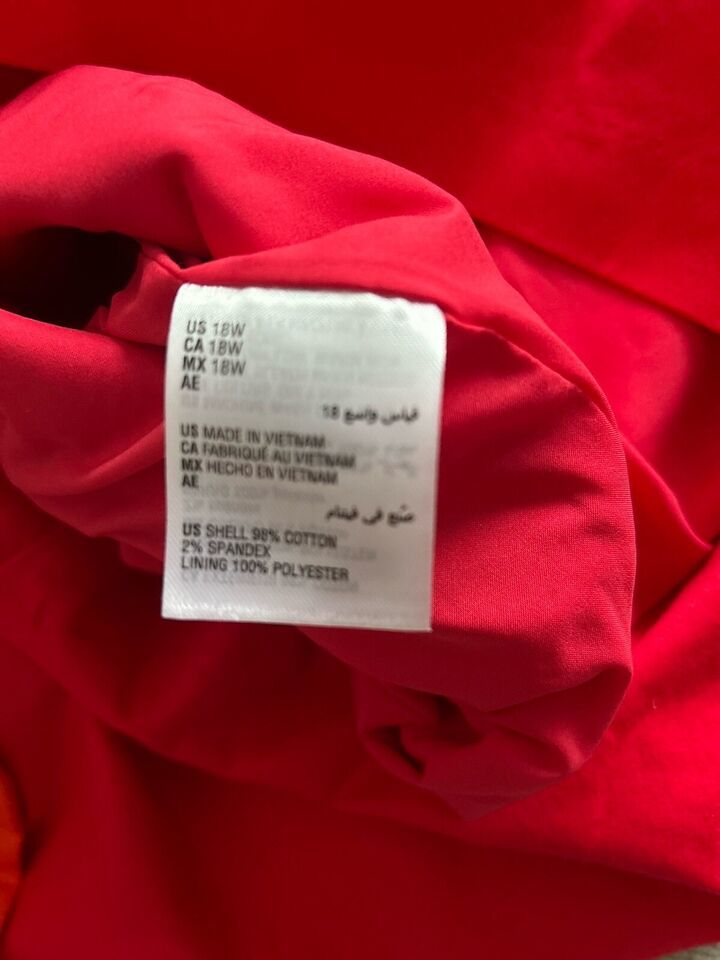 US 18W
CA 18W
MX 18W
AE
قياس واسع 18
US MADE IN VIETNAM
CA FABRIQUÉ AU VIETNAM
MX HECHO EN VIETNAM
AE
صُنع في فيتنام
US SHELL 98% COTTON
2% SPANDEX
LINING 100% POLYESTER